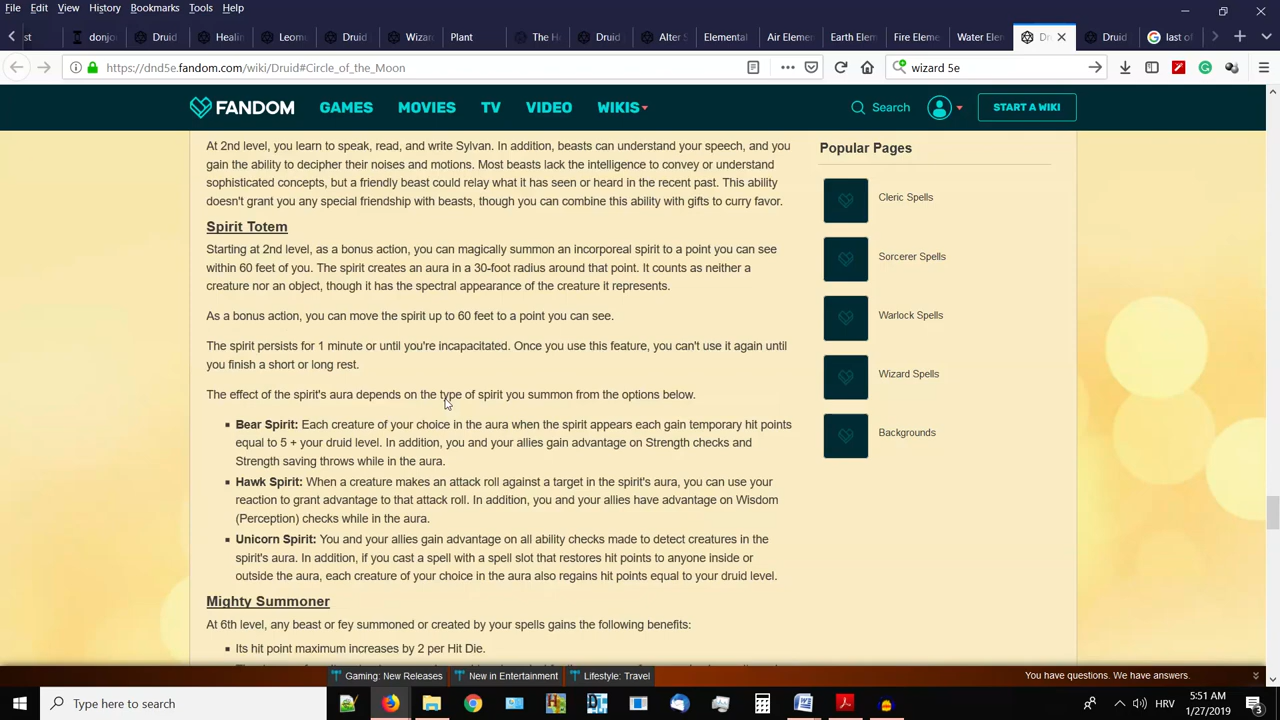 File Edit View History Bookmarks Tools Help
st donjo Druid Healin Leom Druid Wizar Plant The H Druid Alter S Elemental Air Eleme Earth Elem Fire Eleme Water Elem Dr Druid last of
https://dnd5e.fandom.com/wiki/Druid#Circle_of_the_Moon wizard 5e
FANDOM GAMES MOVIES TV VIDEO WIKIS Search START A WIKI
At 2nd level, you learn to speak, read, and write Sylvan. In addition, beasts can understand your speech, and you
gain the ability to decipher their noises and motions. Most beasts lack the intelligence to convey or understand
sophisticated concepts, but a friendly beast could relay what it has seen or heard in the recent past. This ability
doesn't grant you any special friendship with beasts, though you can combine this ability with gifts to curry favor.
Spirit Totem
Starting at 2nd level, as a bonus action, you can magically summon an incorporeal spirit to a point you can see
within 60 feet of you. The spirit creates an aura in a 30-foot radius around that point. It counts as neither a
creature nor an object, though it has the spectral appearance of the creature it represents.
As a bonus action, you can move the spirit up to 60 feet to a point you can see.
The spirit persists for 1 minute or until you're incapacitated. Once you use this feature, you can't use it again until
you finish a short or long rest.
The effect of the spirit's aura depends on the type of spirit you summon from the options below.
Bear Spirit: Each creature of your choice in the aura when the spirit appears each gain temporary hit points
equal to 5 + your druid level. In addition, you and your allies gain advantage on Strength checks and
Strength saving throws while in the aura.
Hawk Spirit: When a creature makes an attack roll against a target in the spirit's aura, you can use your
reaction to grant advantage to that attack roll. In addition, you and your allies have advantage on Wisdom
(Perception) checks while in the aura.
Unicorn Spirit: You and your allies gain advantage on all ability checks made to detect creatures in the
spirit's aura. In addition, if you cast a spell with a spell slot that restores hit points to anyone inside or
outside the aura, each creature of your choice in the aura also regains hit points equal to your druid level.
Mighty Summoner
At 6th level, any beast or fey summoned or created by your spells gains the following benefits:
Its hit point maximum increases by 2 per Hit Die.
Popular Pages
Cleric Spells
Sorcerer Spells
Warlock Spells
Wizard Spells
Backgrounds
Gaming: New Releases New in Entertainment Lifestyle: Travel You have questions. We have answers.
Type here to search HRV 5:51 AM
1/27/2019 3